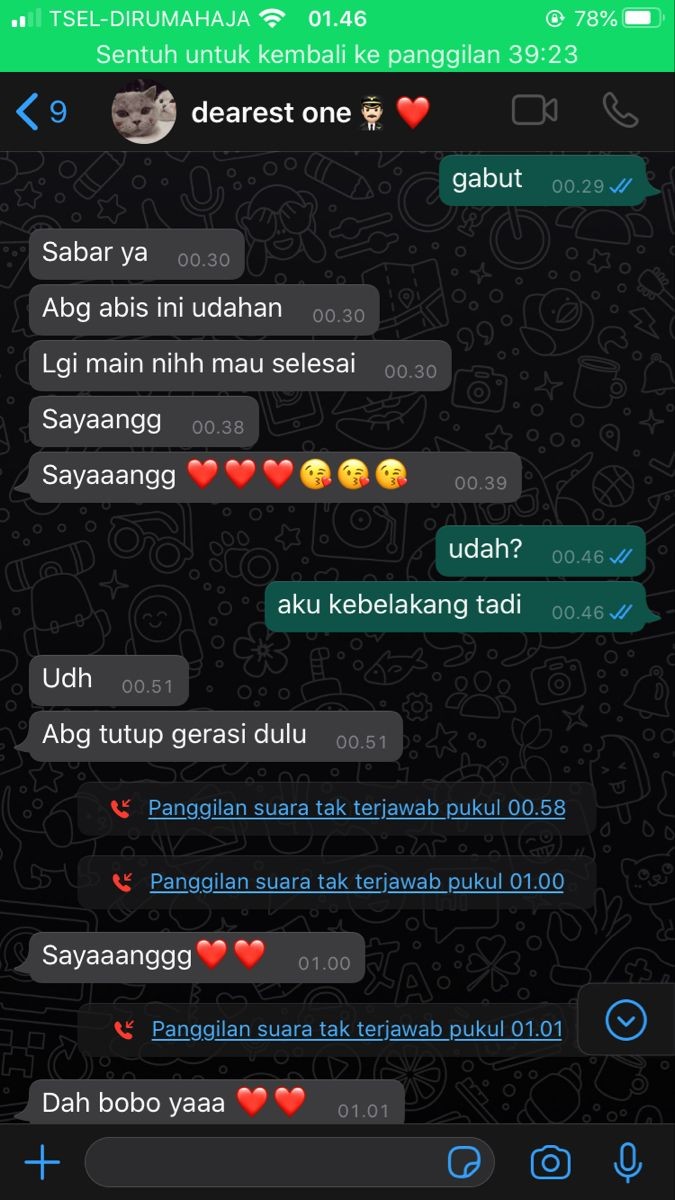 TSEL-DIRUMAHAJA 01.46 78%
Sentuh untuk kembali ke panggilan 39:23
9 dearest one👨🏻‍✈️❤️
gabut 00.29
Sabar ya 00.30
Abg abis ini udahan 00.30
Lgi main nihh mau selesai 00.30
Sayaangg 00.38
Sayaaangg ❤️❤️❤️😘😘😘 00.39
udah? 00.46
aku kebelakang tadi 00.46
Udh 00.51
Abg tutup gerasi dulu 00.51
Panggilan suara tak terjawab pukul 00.58
Panggilan suara tak terjawab pukul 01.00
Sayaaanggg❤️❤️ 01.00
Panggilan suara tak terjawab pukul 01.01
Dah bobo yaaa ❤️❤️ 01.01